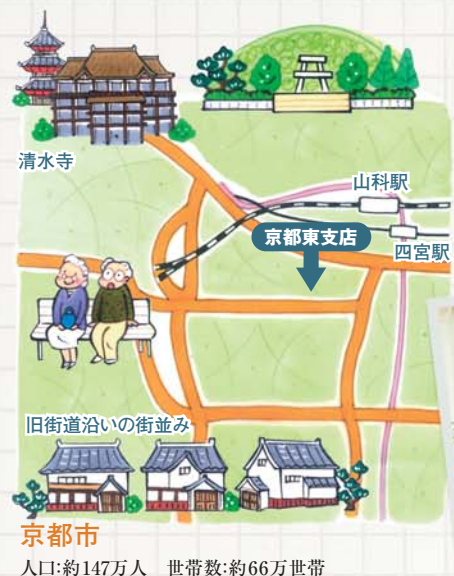 清水寺
山科駅
京都東支店
四宮駅
旧街道沿いの街並み
京都市
人口:約147万人 世帯数:約66万世帯